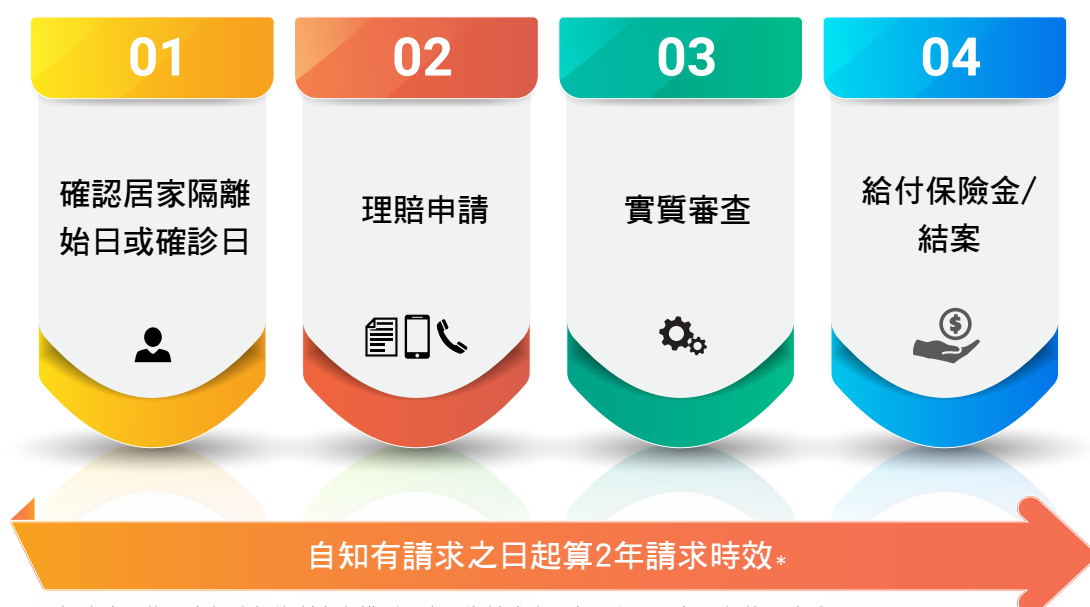 01
02
03
04
確認居家隔離
始日或確診日
理賠申請
實質審查
給付保險金/
結案
自知有請求之日起算2年請求時效*